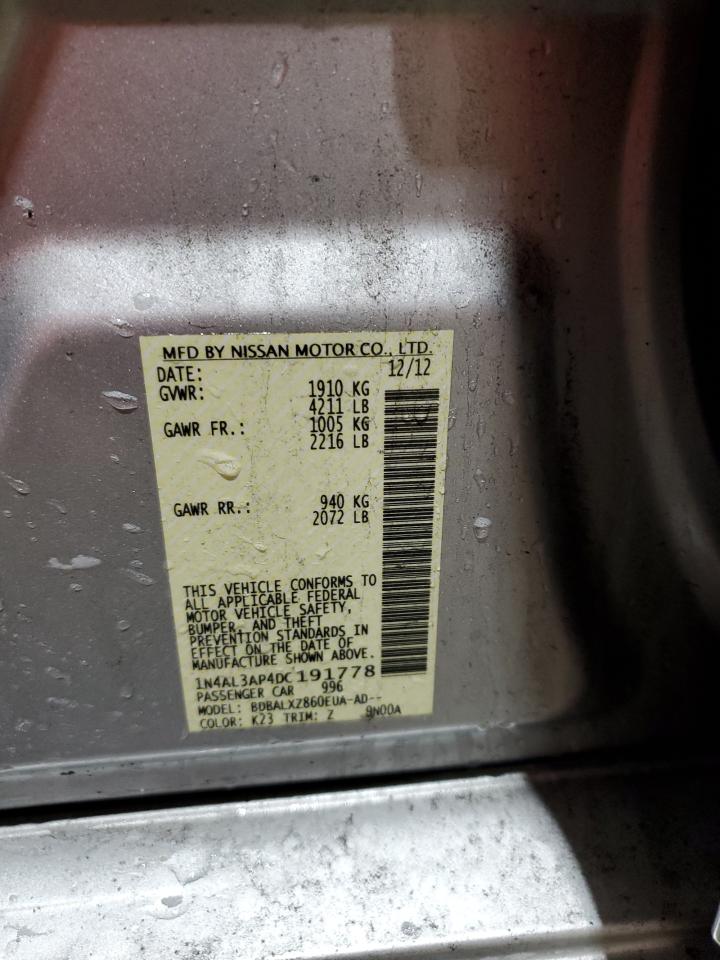 MFD BY NISSAN MOTOR CO., LTD.
DATE: 12/12
GVWR: 1910 KG
4211 LB
GAWR FR.: 1005 KG
2216 LB
GAWR RR.: 940 KG
2072 LB
THIS VEHICLE CONFORMS TO
ALL APPLICABLE FEDERAL
MOTOR VEHICLE SAFETY,
BUMPER, AND THEFT
PREVENTION STANDARDS IN
EFFECT ON THE DATE OF
MANUFACTURE SHOWN ABOVE.
1N4AL3AP4DC191778
PASSENGER CAR 996
MODEL: BDBALXZ860EUA-AD--
COLOR: K23 TRIM: Z 9N00A